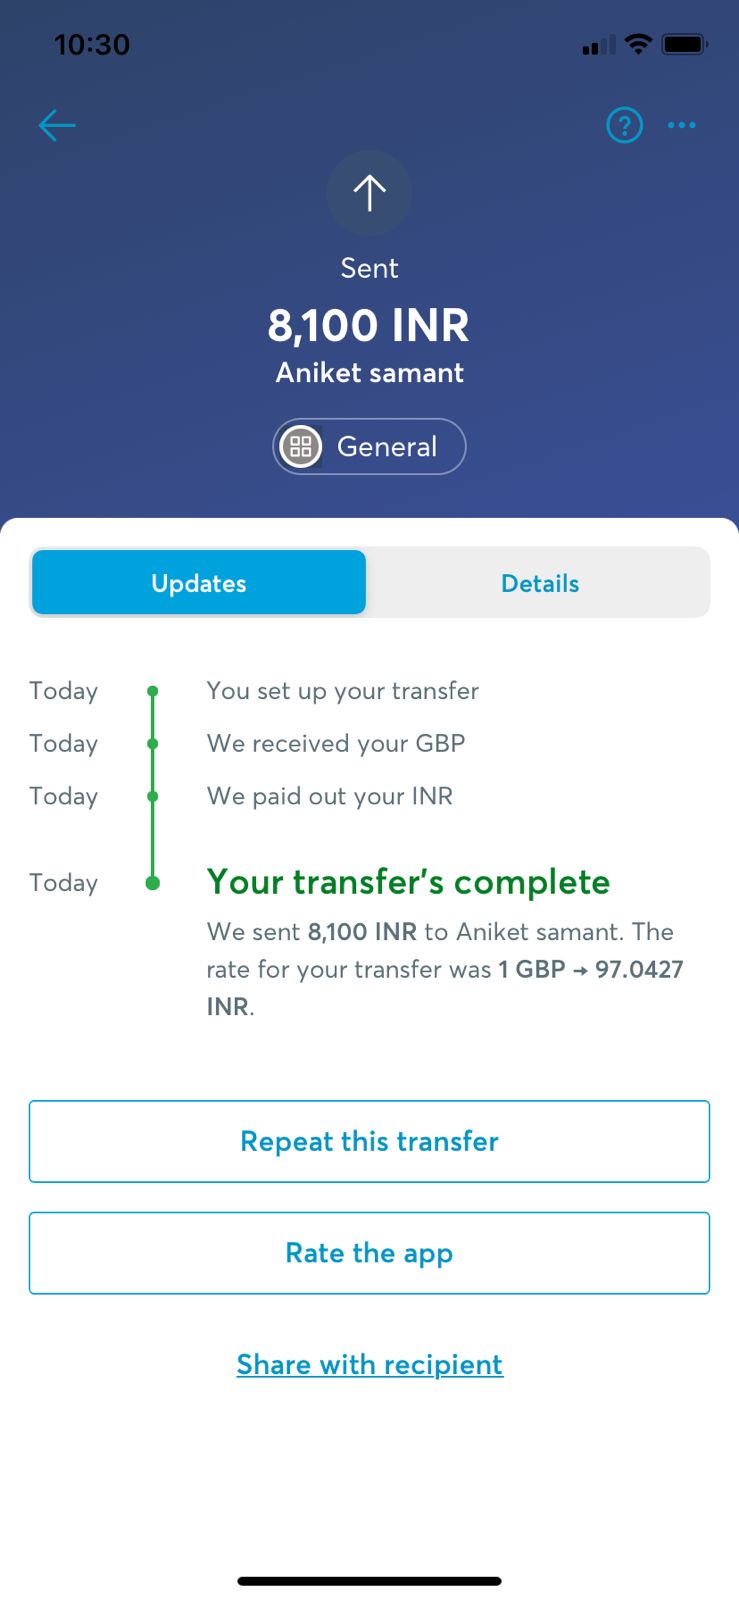 10:30
Sent
8,100 INR
Aniket samant
General
Updates
Details
Today
You set up your transfer
Today
We received your GBP
Today
We paid out your INR
Today
Your transfer's complete
We sent 8,100 INR to Aniket samant. The
rate for your transfer was 1 GBP → 97.0427
INR.
Repeat this transfer
Rate the app
Share with recipient